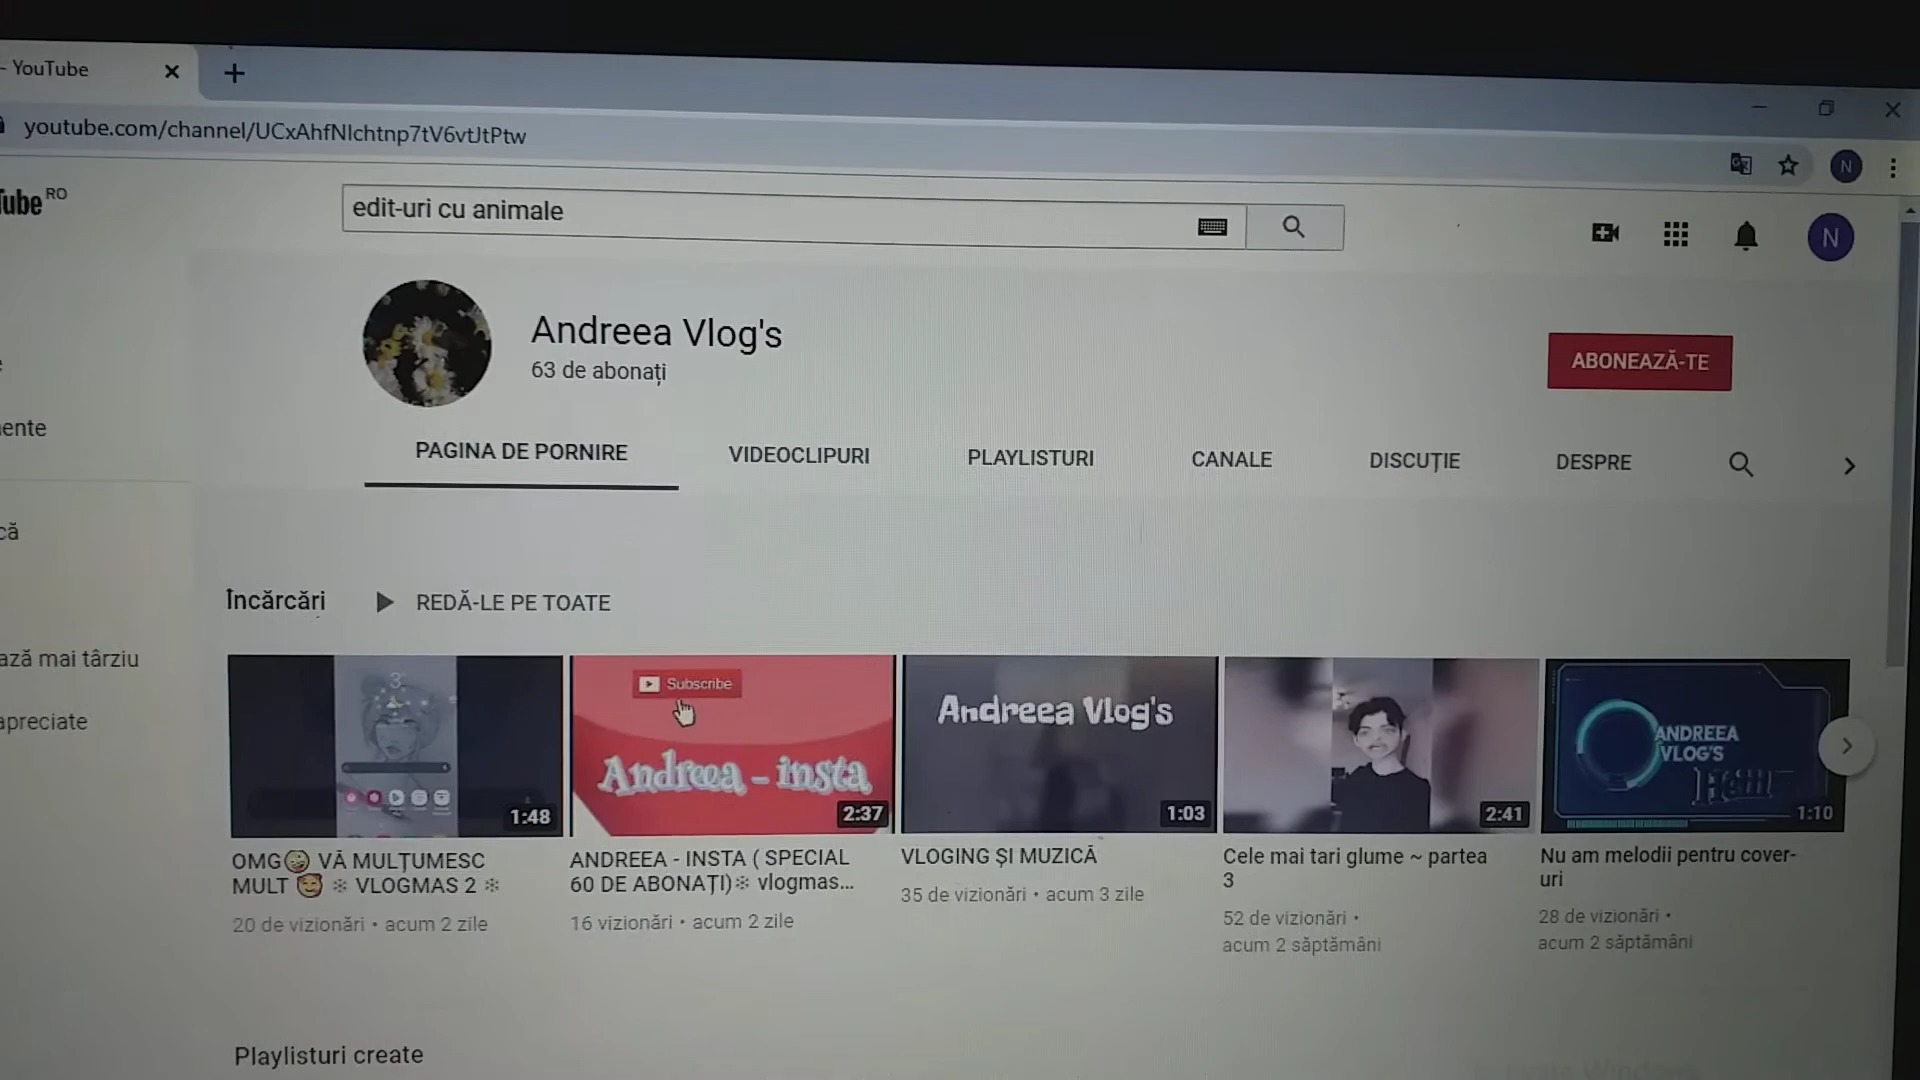 - YouTube
youtube.com/channel/UCxAhfNIchtnp7tV6vtJtPtw
Tube RO
edit-uri cu animale
N
N
Andreea Vlog's
63 de abonați
ABONEAZĂ-TE
ente
PAGINA DE PORNIRE
VIDEOCLIPURI
PLAYLISTURI
CANALE
DISCUȚIE
DESPRE
că
Încărcări
REDĂ-LE PE TOATE
ază mai târziu
apreciate
Subscribe
Andreea - insta
Andreea Vlog's
ANDREEA
VLOG'S
1:48
2:37
1:03
2:41
1:10
OMG🤪 VĂ MULȚUMESC
MULT 🥰 ❄ VLOGMAS 2 ❄
20 de vizionări • acum 2 zile
ANDREEA - INSTA ( SPECIAL
60 DE ABONAȚI)❄ vlogmas...
16 vizionări • acum 2 zile
VLOGING ȘI MUZICĂ
35 de vizionări • acum 3 zile
Cele mai tari glume ~ partea
3
52 de vizionări •
acum 2 săptămâni
Nu am melodii pentru cover-
uri
28 de vizionări •
acum 2 săptămâni
Playlisturi create